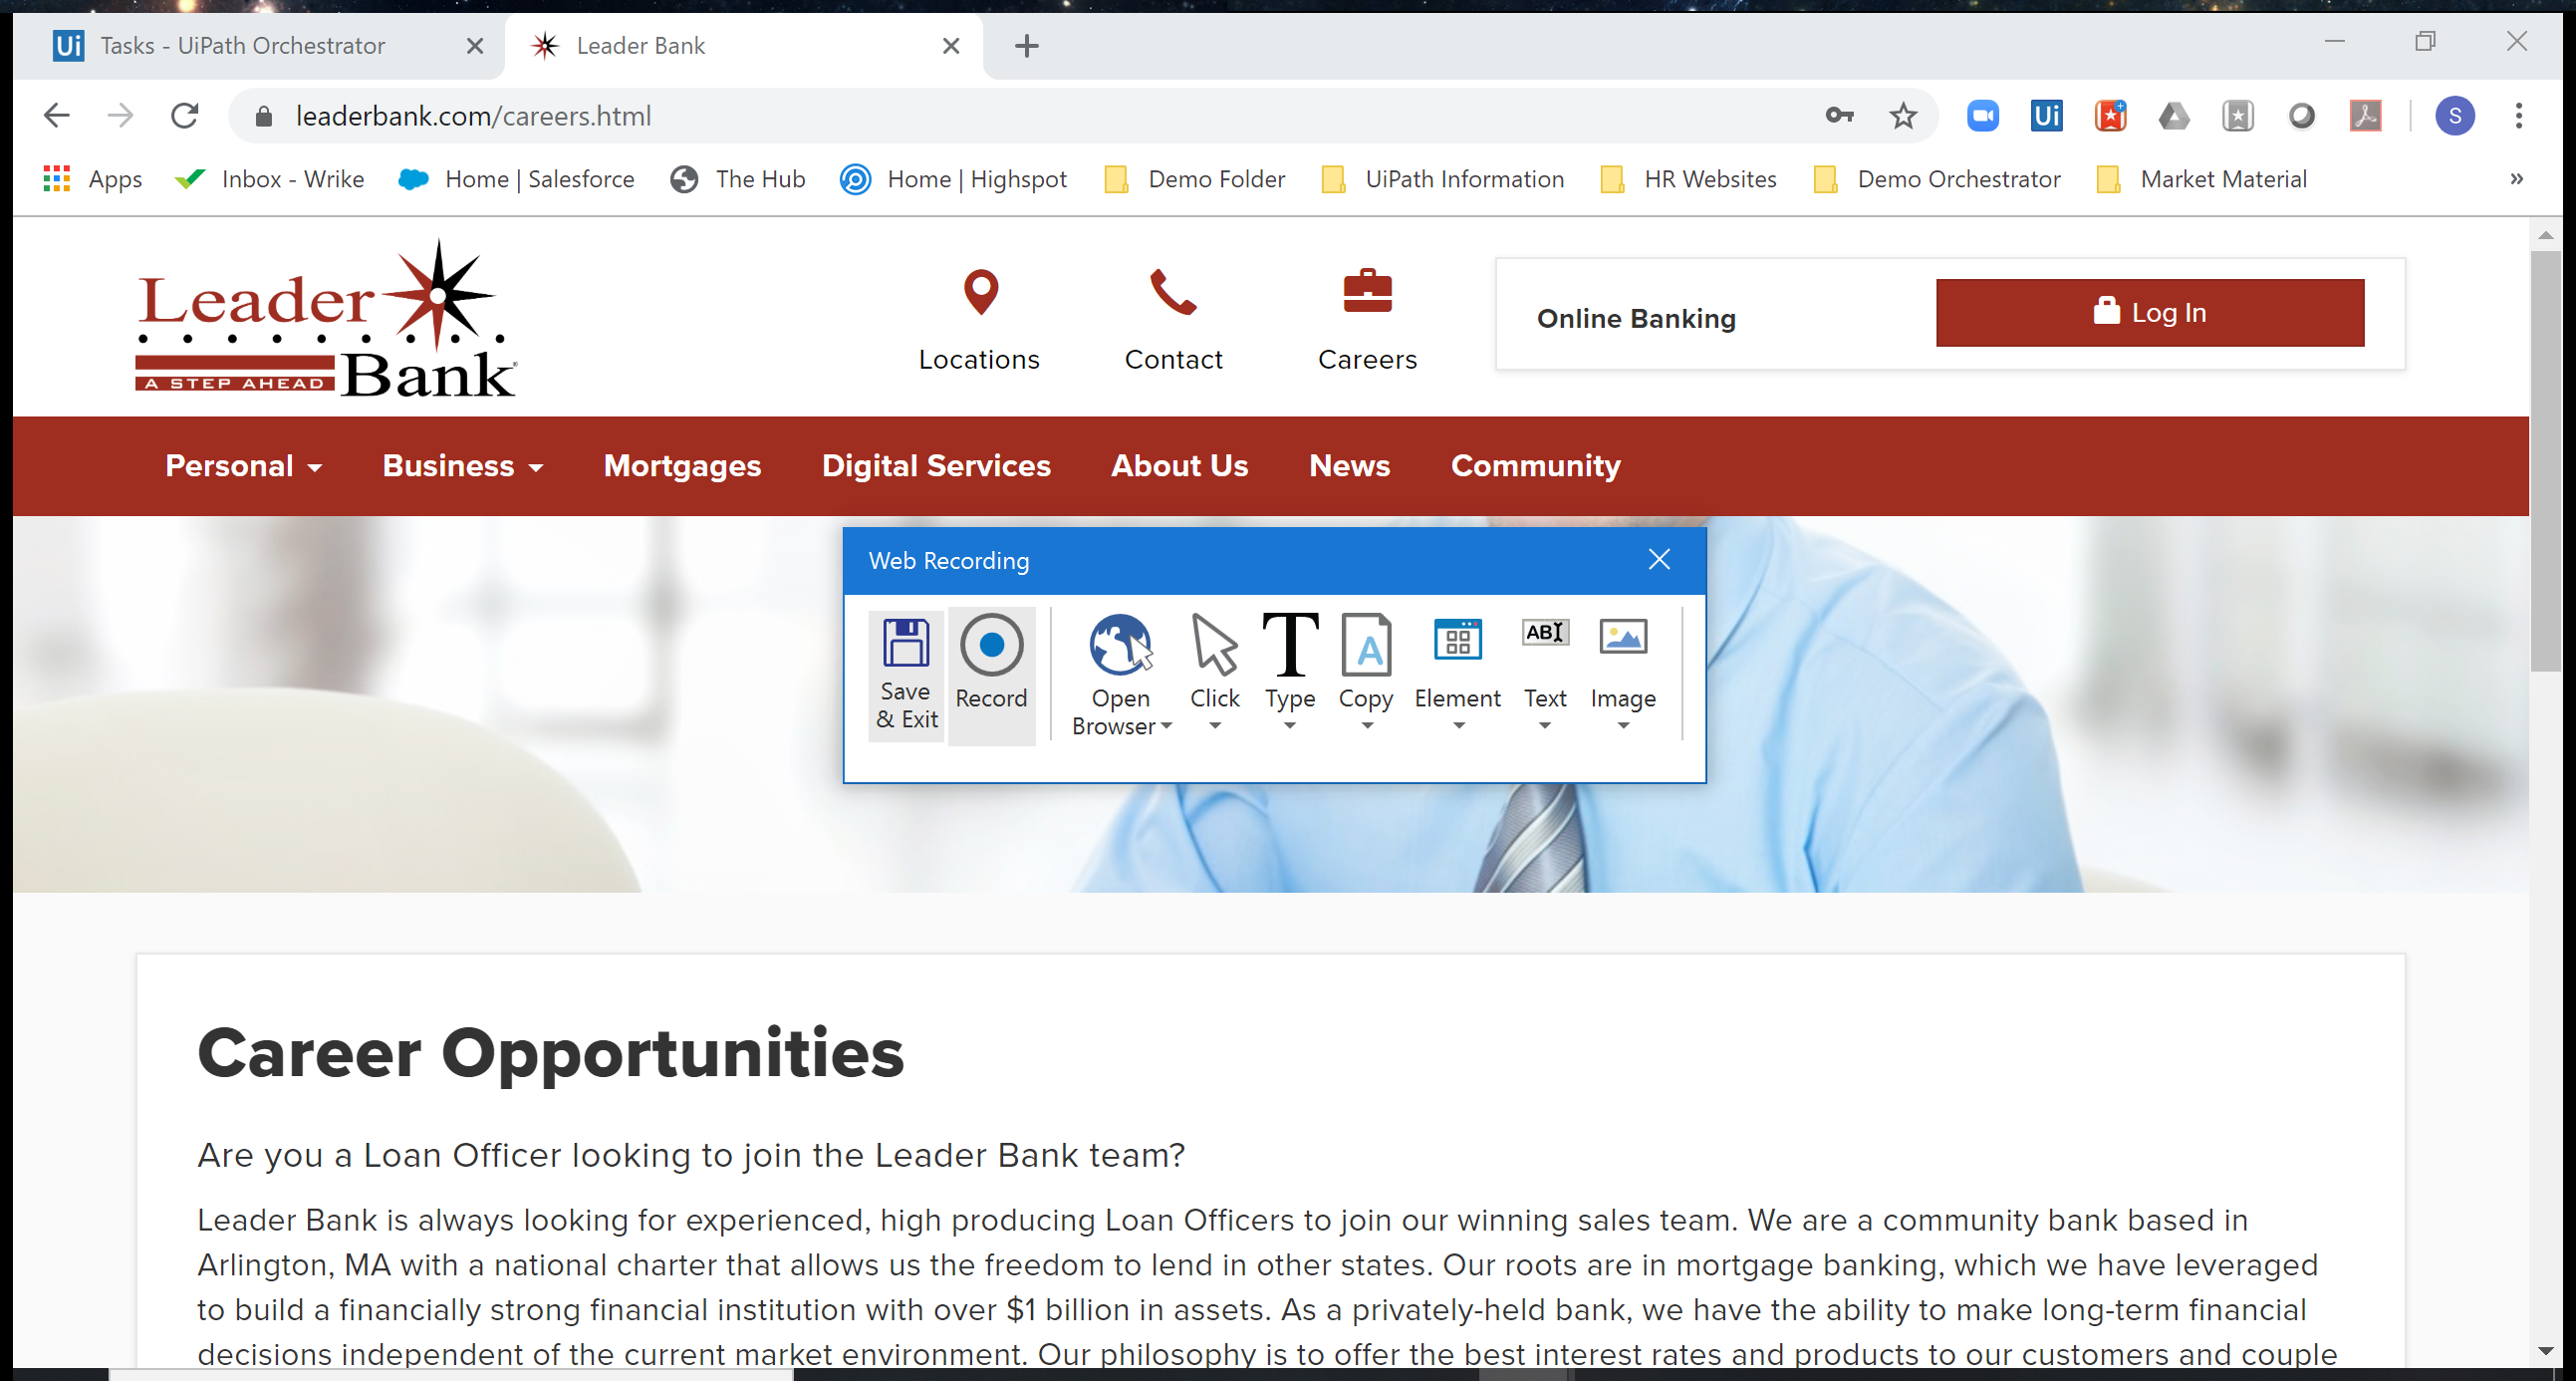 Ui Tasks - UiPath Orchestrator Leader Bank
leaderbank.com/careers.html Ui S
Apps Inbox - Wrike Home | Salesforce The Hub Home | Highspot Demo Folder UiPath Information HR Websites Demo Orchestrator Market Material »
Leader
Bank
A STEP AHEAD
Locations Contact Careers
Online Banking Log In
Personal Business Mortgages Digital Services About Us News Community
Web Recording
Save & Exit
Record
Open Browser
Click
T Type
A Copy
Element
ABI Text
Image
Career Opportunities
Are you a Loan Officer looking to join the Leader Bank team?
Leader Bank is always looking for experienced, high producing Loan Officers to join our winning sales team. We are a community bank based in
Arlington, MA with a national charter that allows us the freedom to lend in other states. Our roots are in mortgage banking, which we have leveraged
to build a financially strong financial institution with over $1 billion in assets. As a privately-held bank, we have the ability to make long-term financial
decisions independent of the current market environment. Our philosophy is to offer the best interest rates and products to our customers and couple